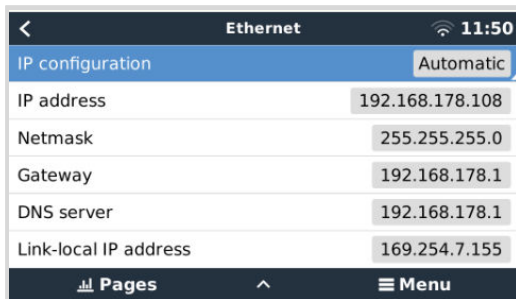 Ethernet 11:50
IP configuration Automatic
IP address 192.168.178.108
Netmask 255.255.255.0
Gateway 192.168.178.1
DNS server 192.168.178.1
Link-local IP address 169.254.7.155
Pages Menu